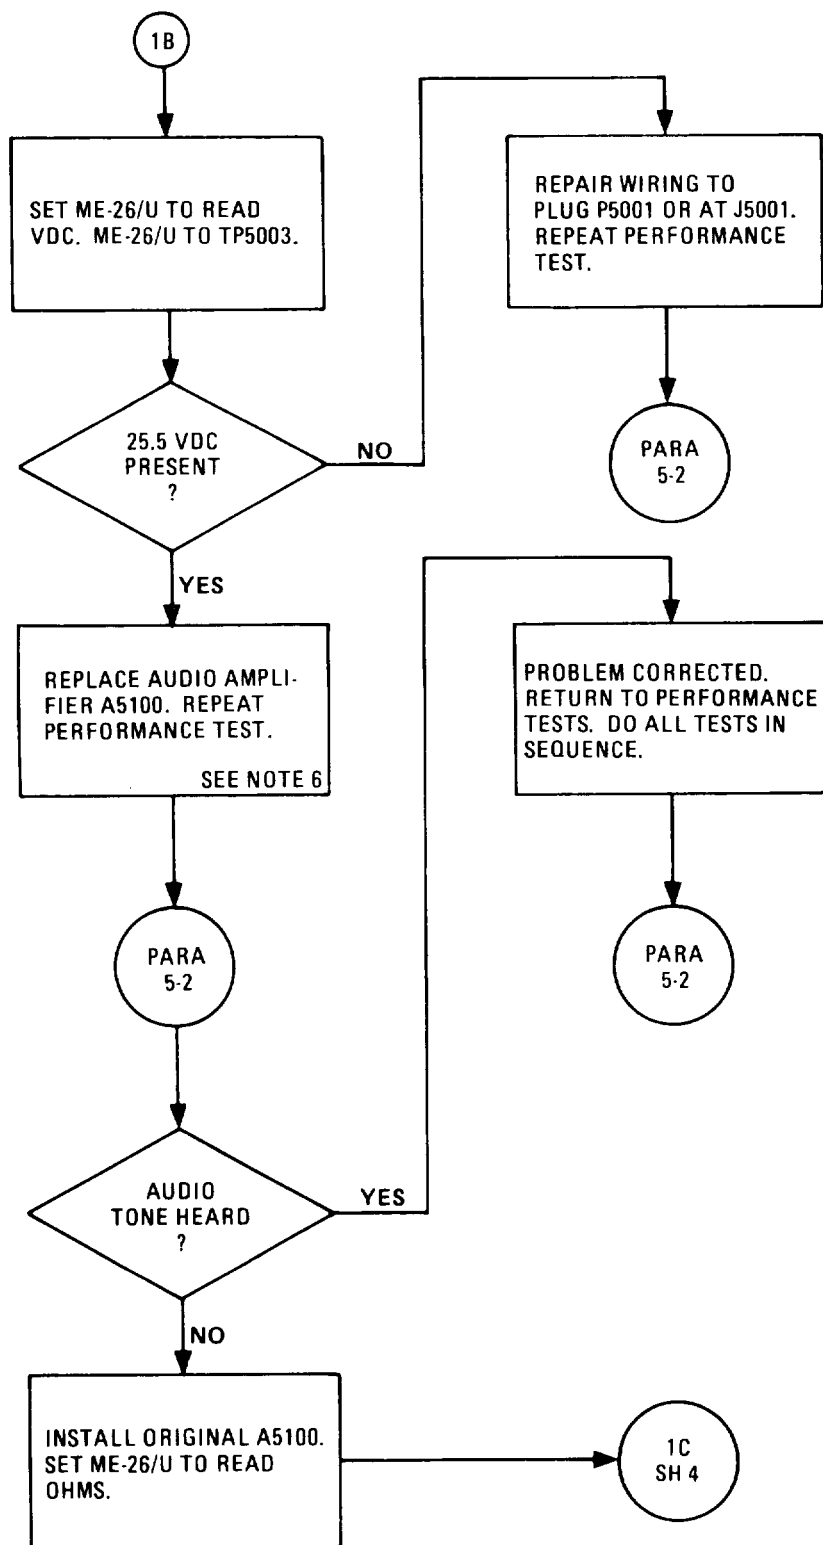 1B
SET ME-26/U TO READ
VDC. ME-26/U TO TP5003.
REPAIR WIRING TO
PLUG P5001 OR AT J5001.
REPEAT PERFORMANCE
TEST.
25.5 VDC
PRESENT
?
NO
PARA
5-2
YES
REPLACE AUDIO AMPLI-
FIER A5100. REPEAT
PERFORMANCE TEST.
SEE NOTE 6
PROBLEM CORRECTED.
RETURN TO PERFORMANCE
TESTS. DO ALL TESTS IN
SEQUENCE.
PARA
5-2
PARA
5-2
AUDIO
TONE HEARD
?
YES
NO
INSTALL ORIGINAL A5100.
SET ME-26/U TO READ
OHMS.
1C
SH 4